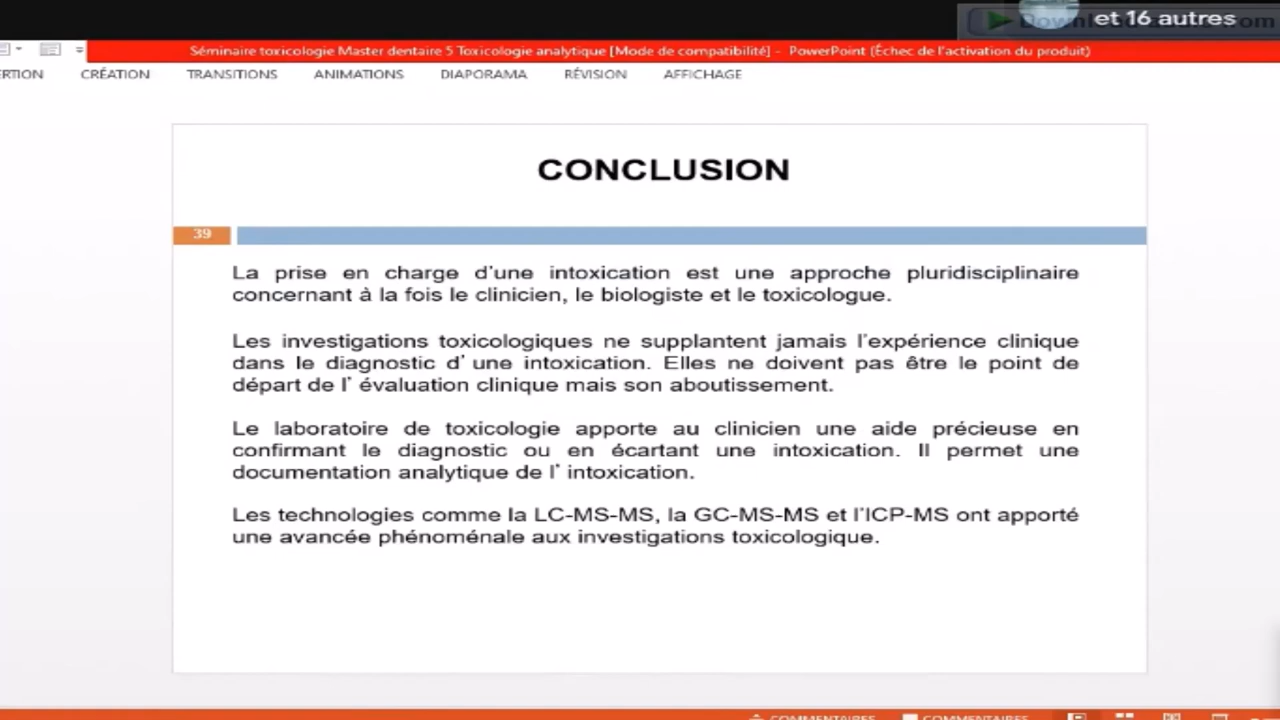 et 16 autres
Séminaire toxicologie Master dentaire 5 Toxicologie analytique [Mode de compatibilité] - PowerPoint (Échec de l'activation du produit)
CRÉATION TRANSITIONS ANIMATIONS DIAPORAMA RÉVISION AFFICHAGE
CONCLUSION
39
La prise en charge d'une intoxication est une approche pluridisciplinaire
concernant à la fois le clinicien, le biologiste et le toxicologue.
Les investigations toxicologiques ne supplantent jamais l'expérience clinique
dans le diagnostic d' une intoxication. Elles ne doivent pas être le point de
départ de l' évaluation clinique mais son aboutissement.
Le laboratoire de toxicologie apporte au clinicien une aide précieuse en
confirmant le diagnostic ou en écartant une intoxication. Il permet une
documentation analytique de l' intoxication.
Les technologies comme la LC-MS-MS, la GC-MS-MS et l'ICP-MS ont apporté
une avancée phénoménale aux investigations toxicologique.
COMMENTAIRES